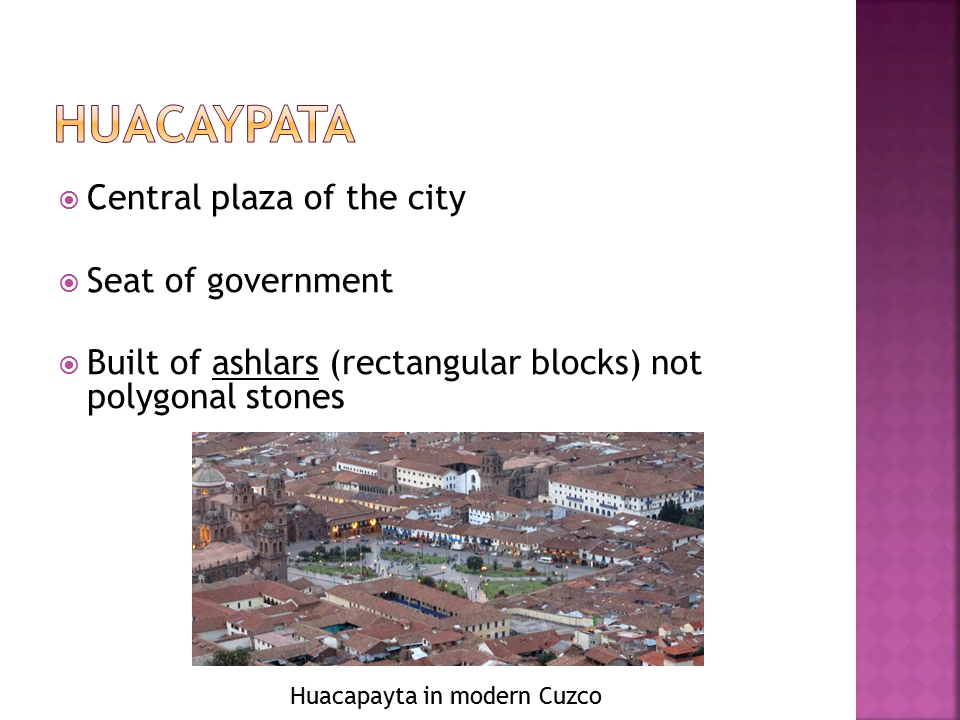 HUACAYPATA
Central plaza of the city
Seat of government
Built of ashlars (rectangular blocks) not
polygonal stones
Huacapayta in modern Cuzco